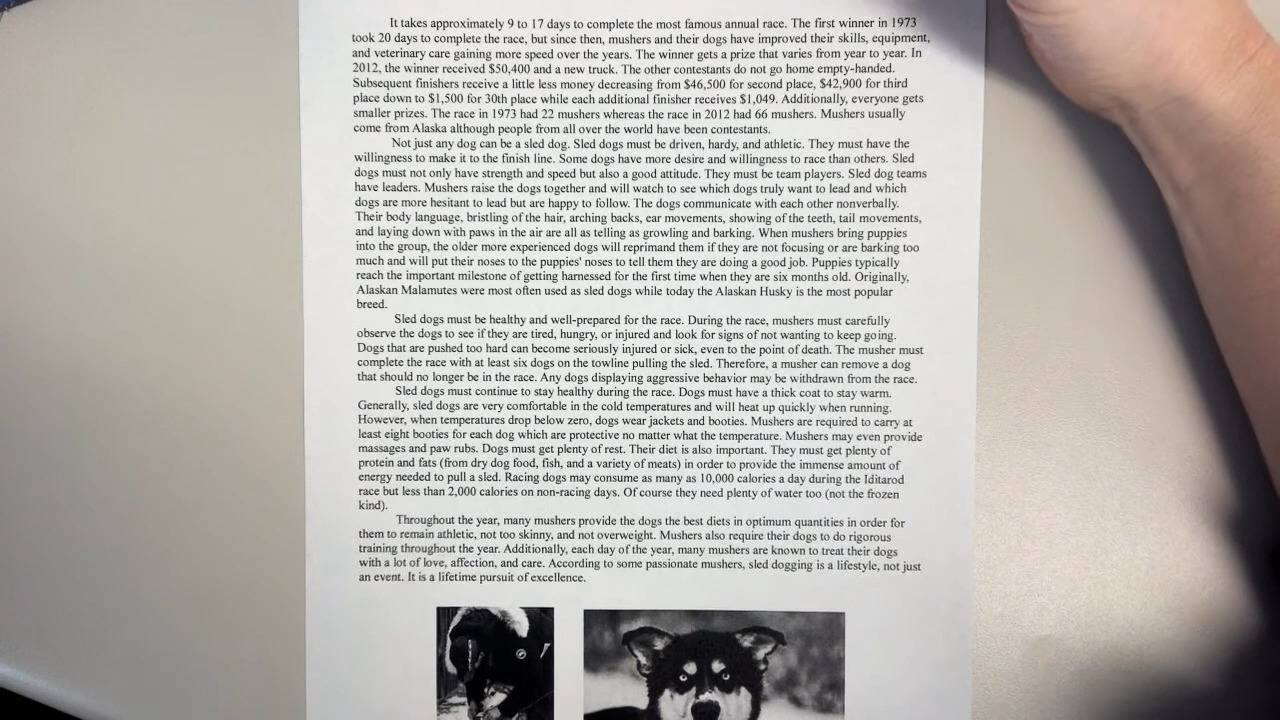 It takes approximately 9 to 17 days to complete the most famous annual race. The first winner in 1973
took 20 days to complete the race, but since then, mushers and their dogs have improved their skills, equipment,
and veterinary care gaining more speed over the years. The winner gets a prize that varies from year to year. In
2012, the winner received $50,400 and a new truck. The other contestants do not go home empty-handed.
Subsequent finishers receive a little less money decreasing from $46,500 for second place, $42,900 for third
place down to $1,500 for 30th place while each additional finisher receives $1,049. Additionally, everyone gets
smaller prizes. The race in 1973 had 22 mushers whereas the race in 2012 had 66 mushers. Mushers usually
come from Alaska although people from all over the world have been contestants.
Not just any dog can be a sled dog. Sled dogs must be driven, hardy, and athletic. They must have the
willingness to make it to the finish line. Some dogs have more desire and willingness to race than others. Sled
dogs must not only have strength and speed but also a good attitude. They must be team players. Sled dog teams
have leaders. Mushers raise the dogs together and will watch to see which dogs truly want to lead and which
dogs are more hesitant to lead but are happy to follow. The dogs communicate with each other nonverbally.
Their body language, bristling of the hair, arching backs, ear movements, showing of the teeth, tail movements,
and laying down with paws in the air are all as telling as growling and barking. When mushers bring puppies
into the group, the older more experienced dogs will reprimand them if they are not focusing or are barking too
much and will put their noses to the puppies' noses to tell them they are doing a good job. Puppies typically
reach the important milestone of getting harnessed for the first time when they are six months old. Originally,
Alaskan Malamutes were most often used as sled dogs while today the Alaskan Husky is the most popular
breed.
Sled dogs must be healthy and well-prepared for the race. During the race, mushers must carefully
observe the dogs to see if they are tired, hungry, or injured and look for signs of not wanting to keep going.
Dogs that are pushed too hard can become seriously injured or sick, even to the point of death. The musher must
complete the race with at least six dogs on the towline pulling the sled. Therefore, a musher can remove a dog
that should no longer be in the race. Any dogs displaying aggressive behavior may be withdrawn from the race.
Sled dogs must continue to stay healthy during the race. Dogs must have a thick coat to stay warm.
Generally, sled dogs are very comfortable in the cold temperatures and will heat up quickly when running.
However, when temperatures drop below zero, dogs wear jackets and booties. Mushers are required to carry at
least eight booties for each dog which are protective no matter what the temperature. Mushers may even provide
massages and paw rubs. Dogs must get plenty of rest. Their diet is also important. They must get plenty of
protein and fats (from dry dog food, fish, and a variety of meats) in order to provide the immense amount of
energy needed to pull a sled. Racing dogs may consume as many as 10,000 calories a day during the Iditarod
race but less than 2,000 calories on non-racing days. Of course they need plenty of water too (not the frozen
kind).
Throughout the year, many mushers provide the dogs the best diets in optimum quantities in order for
them to remain athletic, not too skinny, and not overweight. Mushers also require their dogs to do rigorous
training throughout the year. Additionally, each day of the year, many mushers are known to treat their dogs
with a lot of love, affection, and care. According to some passionate mushers, sled dogging is a lifestyle, not just
an event. It is a lifetime pursuit of excellence.